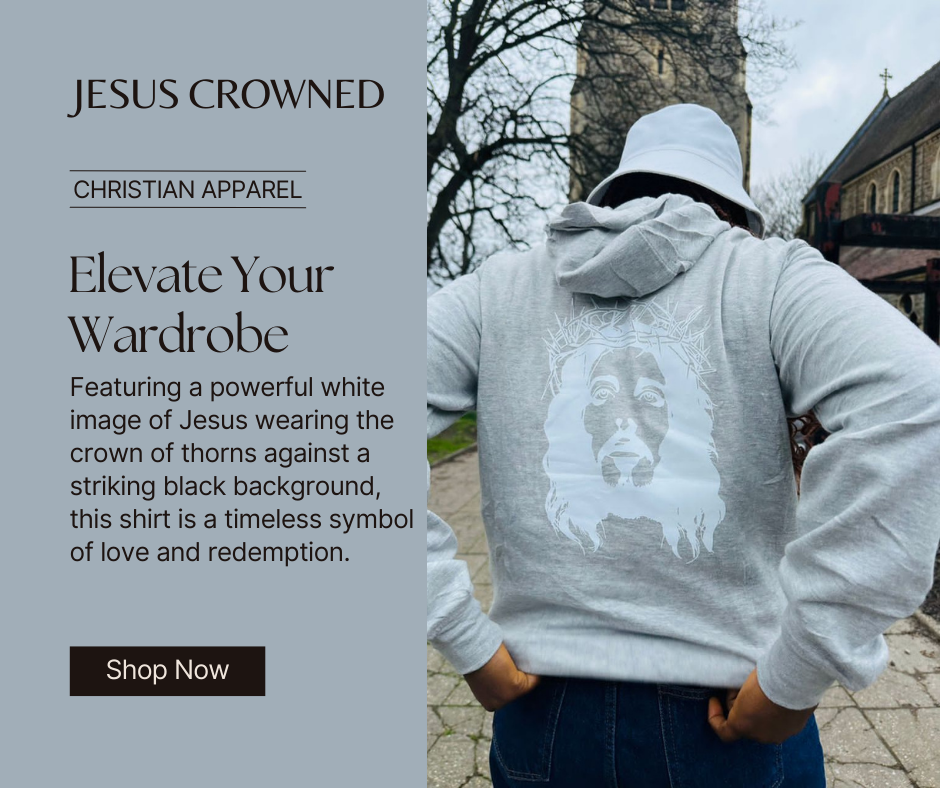 JESUS CROWNED
CHRISTIAN APPAREL
Elevate Your
Wardrobe
Featuring a powerful white
image of Jesus wearing the
crown of thorns against a
striking black background,
this shirt is a timeless symbol
of love and redemption.
Shop Now